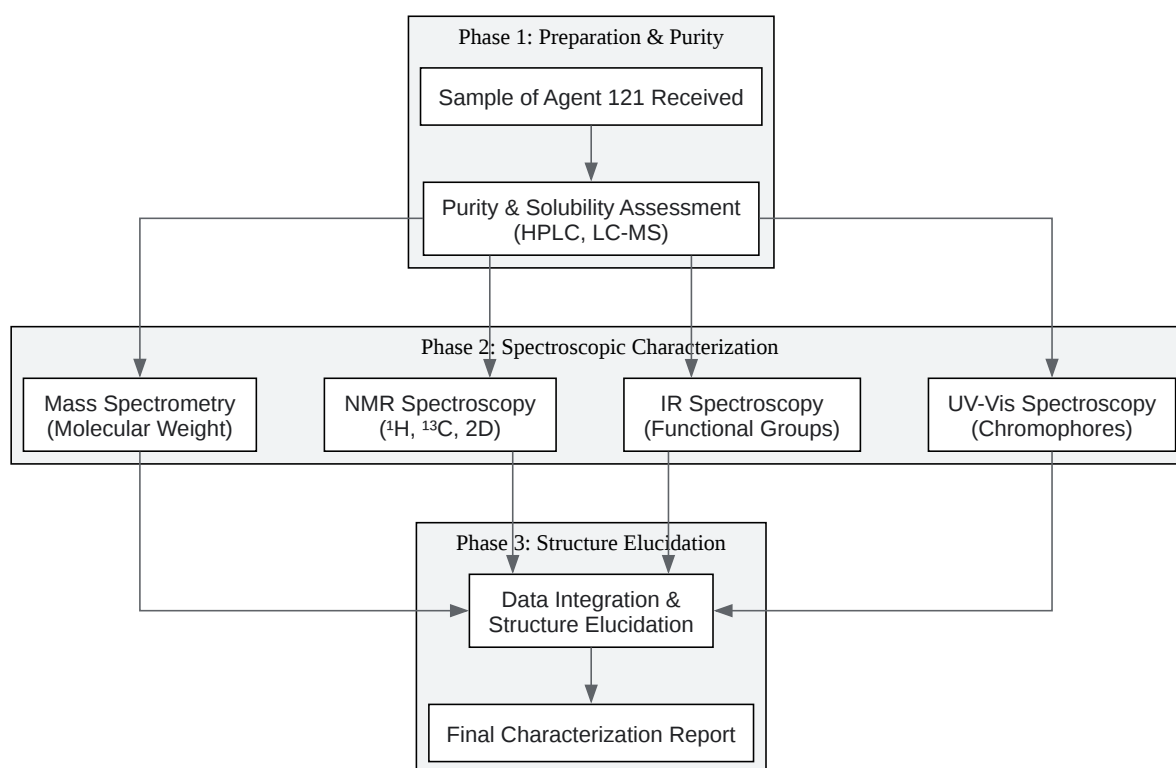 Phase 1: Preparation & Purity
Sample of Agent 121 Received
Purity & Solubility Assessment
(HPLC, LC-MS)
Phase 2: Spectroscopic Characterization
Mass Spectrometry
(Molecular Weight)
NMR Spectroscopy
(¹H, ¹³C, 2D)
IR Spectroscopy
(Functional Groups)
UV-Vis Spectroscopy
(Chromophores)
Phase 3: Structure Elucidation
Data Integration &
Structure Elucidation
Final Characterization Report